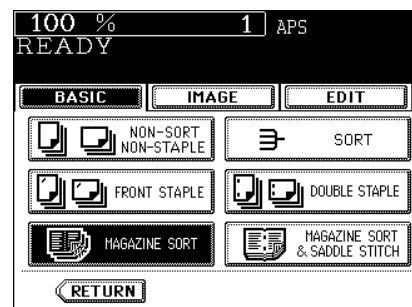 100 % 1 APS
READY
BASIC IMAGE EDIT
NON-SORT
NON-STAPLE
SORT
FRONT STAPLE
DOUBLE STAPLE
MAGAZINE SORT
MAGAZINE SORT
& SADDLE STITCH
RETURN